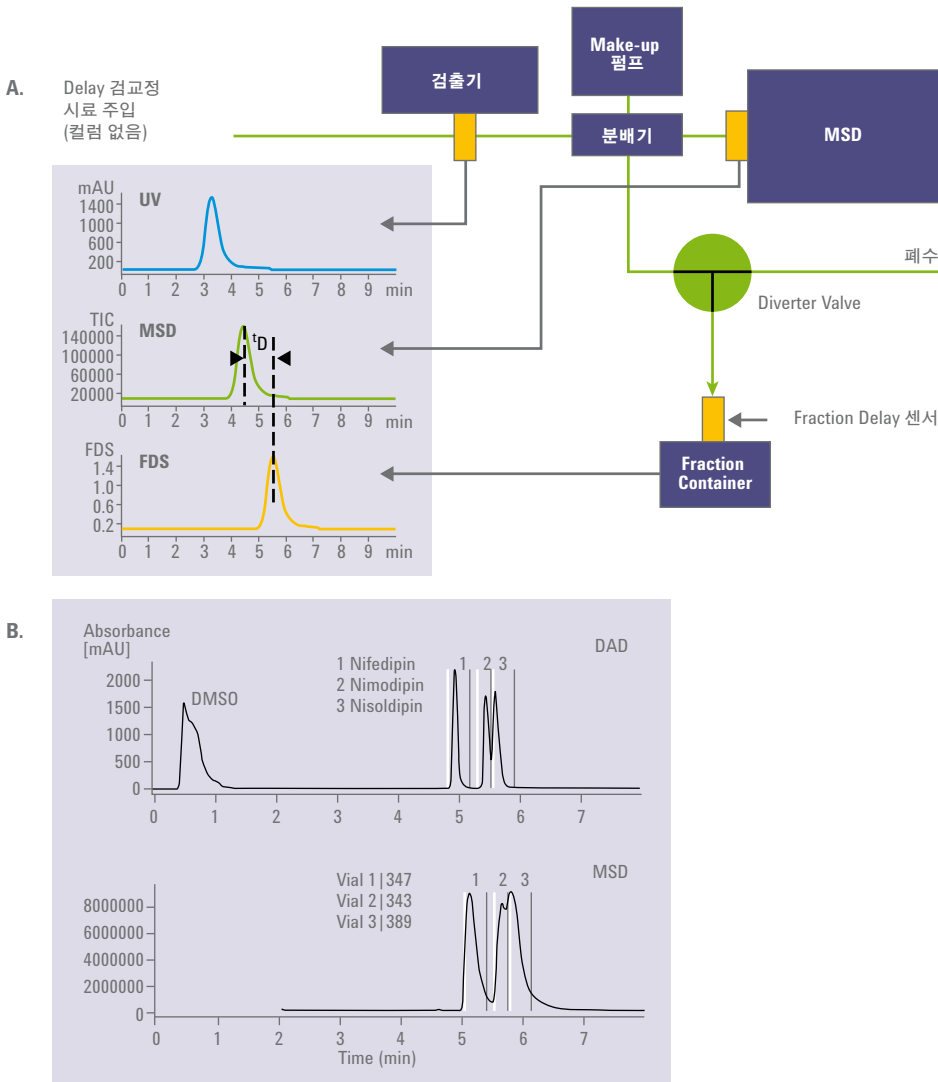 A.
Delay 검교정
시료 주입
(컬럼 없음)
검출기
Make-up
펌프
분배기
MSD
폐수
Diverter Valve
Fraction Delay 센서
Fraction
Container
mAU
UV
1400
1000
600
200
0 1 2 3 4 5 6 7 8 9 min
TIC
MSD
tD
140000
100000
60000
20000
0 1 2 3 4 5 6 7 8 9 min
FDS
FDS
1.4
1.0
0.6
0.2
0 1 2 3 4 5 6 7 8 9 min
B.
Absorbance
[mAU]
DAD
1 Nifedipin
2 Nimodipin
3 Nisoldipin
1 2 3
DMSO
2000
1500
1000
500
0
0 1 2 3 4 5 6 7
MSD
Vial 1|347
Vial 2|343
Vial 3|389
1 2 3
8000000
6000000
4000000
2000000
0
0 1 2 3 4 5 6 7
Time (min)